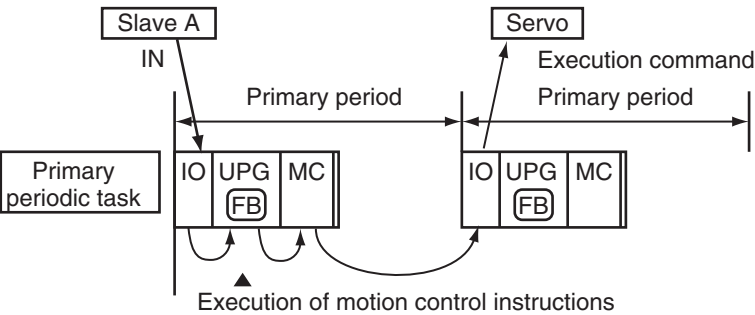 Slave A
Servo
IN
Execution command
Primary period
Primary period
Primary
periodic task
IO
UPG
MC
FB
IO
UPG
MC
FB
Execution of motion control instructions